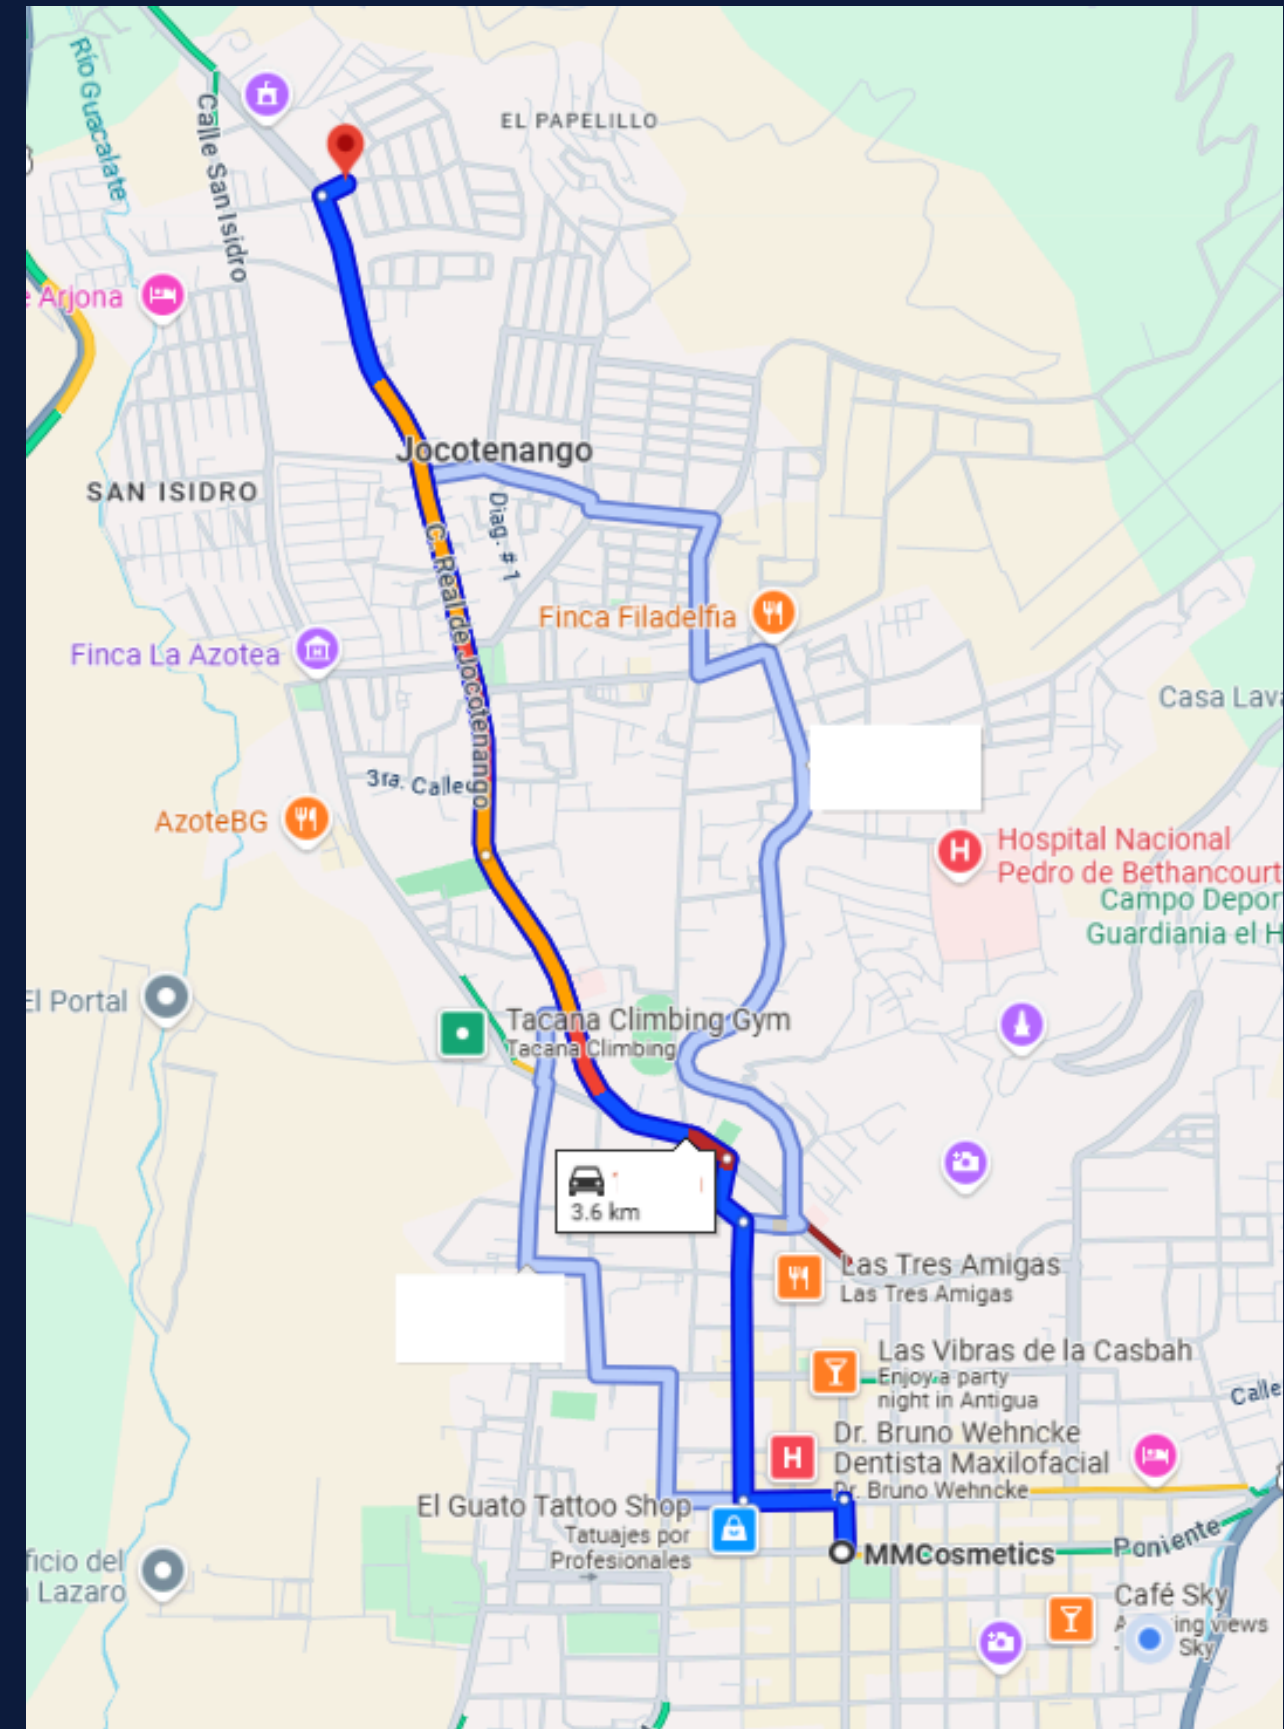 Río Guacalate
Calle San Isidro
EL PAPELILLO
Arjona
Jocotenango
SAN ISIDRO
Diag. # 1
C. Real de Jocotenango
Finca Filadelfia
Finca La Azotea
Casa Lava
3ra. Calle
AzoteBG
Hospital Nacional
Pedro de Bethancourt
Campo Depor
Guardiania el H
El Portal
Tacana Climbing Gym
Tacana Climbing
3.6 km
Las Tres Amigas
Las Tres Amigas
Las Vibras de la Casbah
Enjoy a party
night in Antigua
Calle
Dr. Bruno Wehncke
Dentista Maxilofacial
Dr. Bruno Wehncke
El Guato Tattoo Shop
Tatuajes por
Profesionales
MMCosmetics
Poniente
ficio del
Lazaro
Café Sky
ing views
Sky